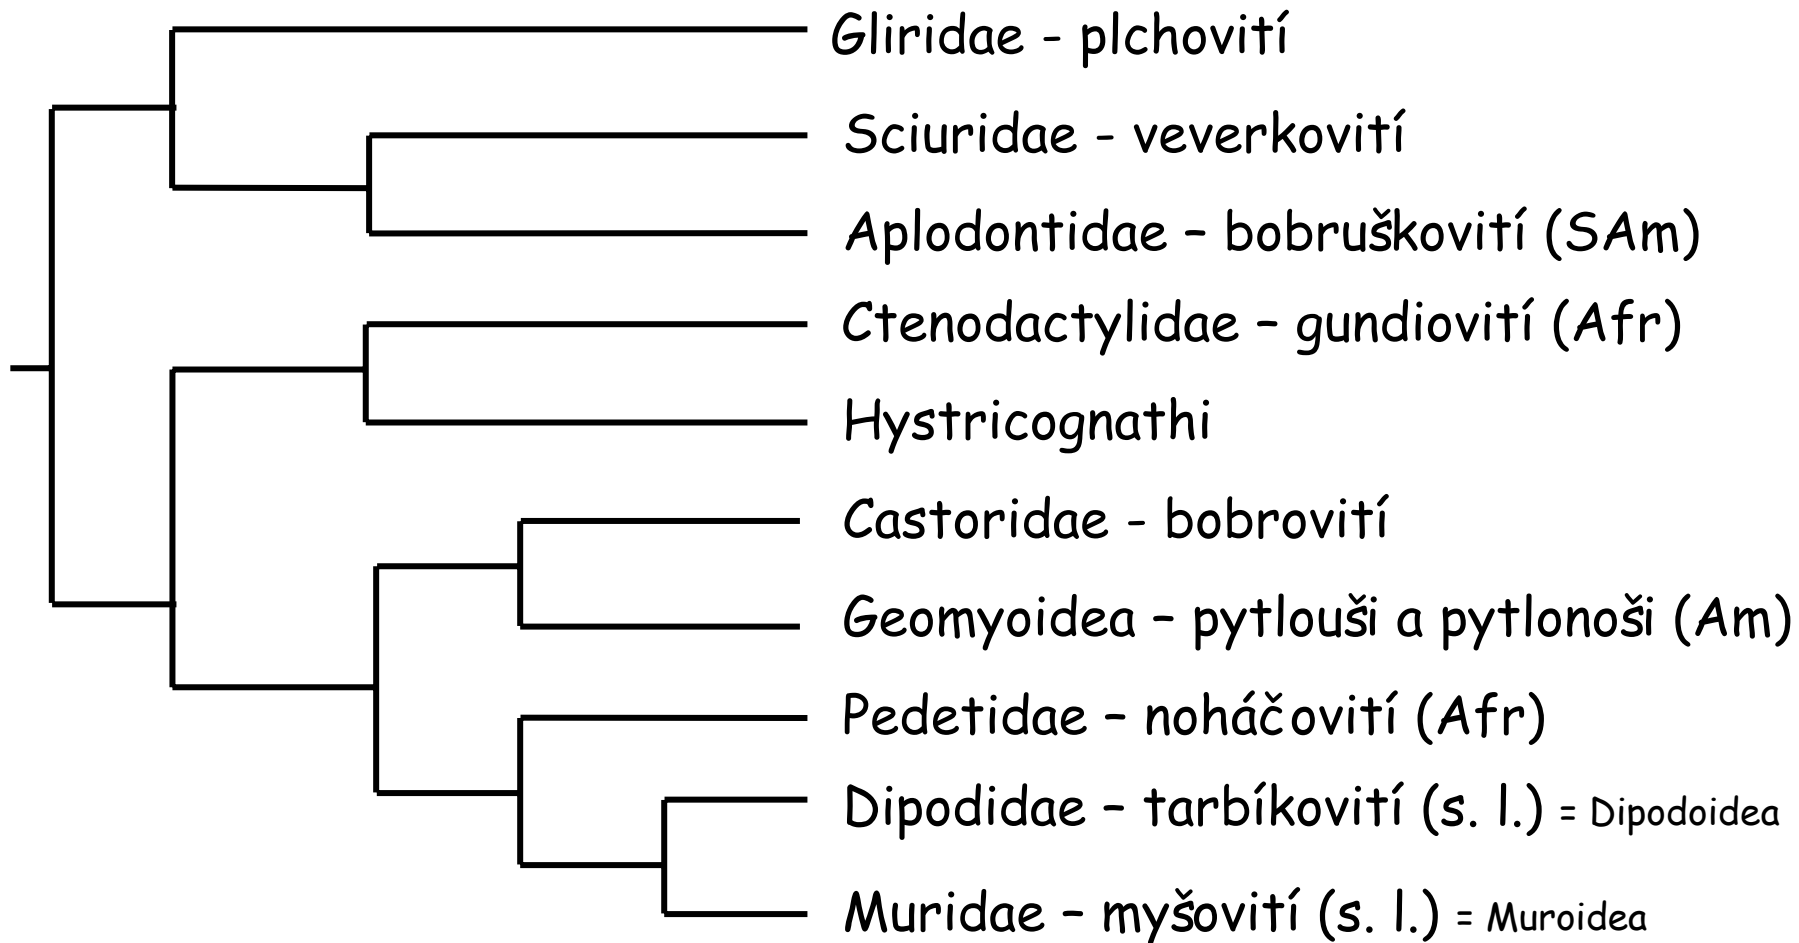 Gliridae - plchovití
Sciuridae - veverkovití
Aplodontidae – bobruškovití (SAm)
Ctenodactylidae – gundiovití (Afr)
Hystricognathi
Castoridae - bobrovití
Geomyoidea – pytlouši a pytlonoši (Am)
Pedetidae – noháčovití (Afr)
Dipodidae – tarbíkovití (s. l.) = Dipodoidea
Muridae – myšovití (s. l.) = Muroidea